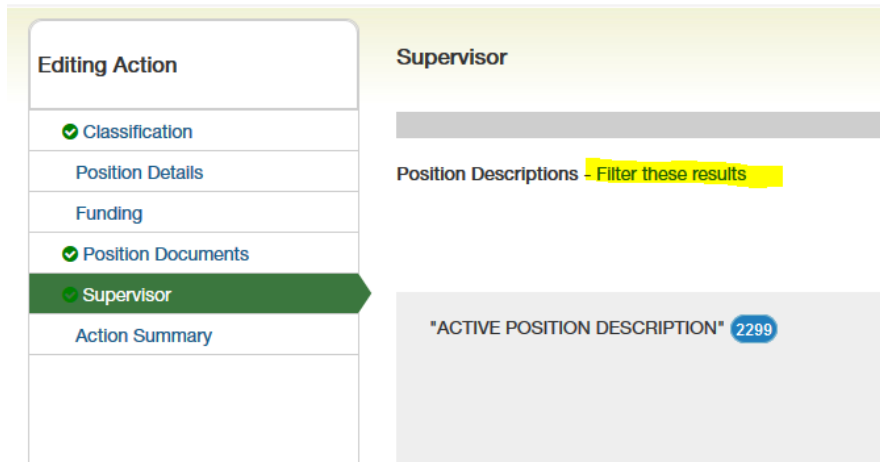 Editing Action
Classification
Position Details
Funding
Position Documents
Supervisor
Action Summary
Supervisor
Position Descriptions - Filter these results
"ACTIVE POSITION DESCRIPTION" 2299